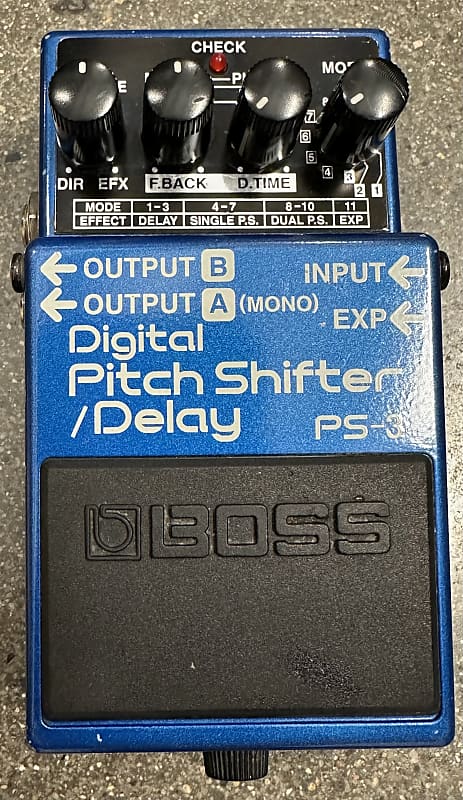 CHECK
DIR EFX F.BACK D.TIME
7
6
5
4
3
2
1
MODE 1-3 4-7 8-10 11
EFFECT DELAY SINGLE P.S. DUAL P.S. EXP
OUTPUT B
INPUT
OUTPUT A (MONO)
EXP
Digital
Pitch Shifter
/Delay
PS-3
BOSS